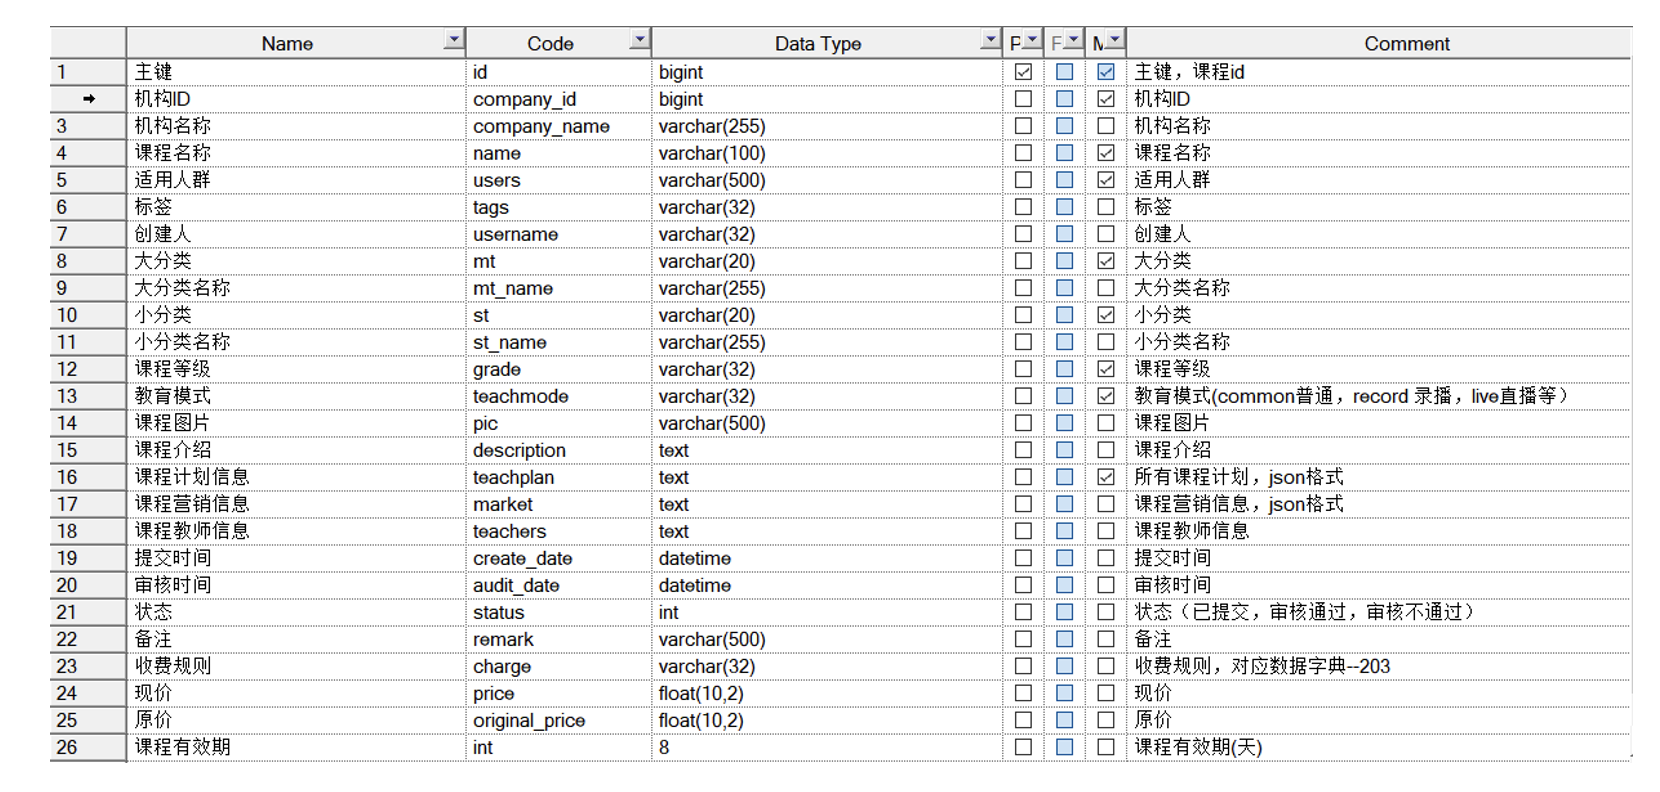 Name Code Data Type P F M Comment
1 主键 id bigint 主键，课程id
机构ID company_id bigint 机构ID
3 机构名称 company_name varchar(255) 机构名称
4 课程名称 name varchar(100) 课程名称
5 适用人群 users varchar(500) 适用人群
6 标签 tags varchar(32) 标签
7 创建人 username varchar(32) 创建人
8 大分类 mt varchar(20) 大分类
9 大分类名称 mt_name varchar(255) 大分类名称
10 小分类 st varchar(20) 小分类
11 小分类名称 st_name varchar(255) 小分类名称
12 课程等级 grade varchar(32) 课程等级
13 教育模式 teachmode varchar(32) 教育模式(common普通，record 录播，live直播等）
14 课程图片 pic varchar(500) 课程图片
15 课程介绍 description text 课程介绍
16 课程计划信息 teachplan text 所有课程计划，json格式
17 课程营销信息 market text 课程营销信息，json格式
18 课程教师信息 teachers text 课程教师信息
19 提交时间 create_date datetime 提交时间
20 审核时间 audit_date datetime 审核时间
21 状态 status int 状态（已提交，审核通过，审核不通过）
22 备注 remark varchar(500) 备注
23 收费规则 charge varchar(32) 收费规则，对应数据字典--203
24 现价 price float(10,2) 现价
25 原价 original_price float(10,2) 原价
26 课程有效期 int 8 课程有效期(天)